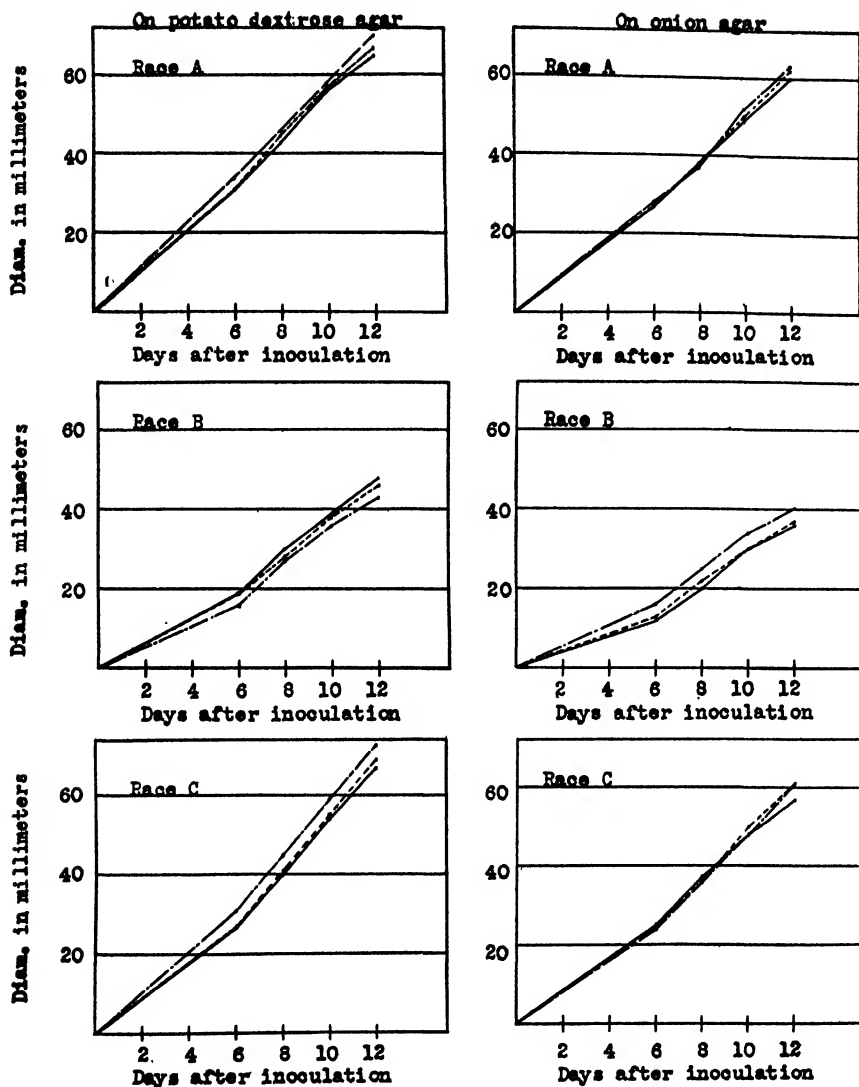 On potato dextrose agar
On onion agar
Race A
60
40
20
Diam. in millimeters
2 4 6 8 10 12
Days after inoculation
Race A
60
40
20
2 4 6 8 10 12
Days after inoculation
Race B
60
40
20
Diam. in millimeters
2 4 6 8 10 12
Days after inoculation
Race B
60
40
20
2 4 6 8 10 12
Days after inoculation
Race C
60
40
20
Diam. in millimeters
2 4 6 8 10 12
Days after inoculation
Race C
60
40
20
2 4 6 8 10 12
Days after inoculation